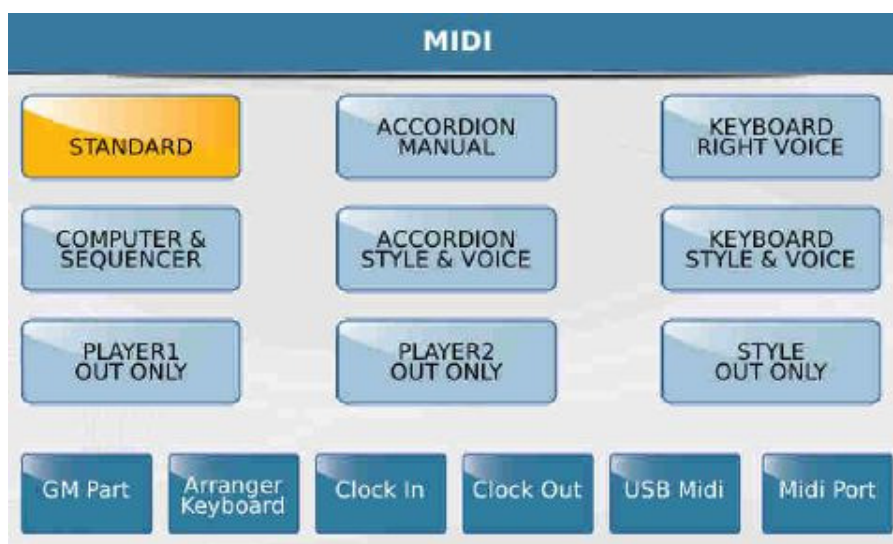 MIDI
STANDARD
ACCORDION
MANUAL
KEYBOARD
RIGHT VOICE
COMPUTER &
SEQUENCER
ACCORDION
STYLE & VOICE
KEYBOARD
STYLE & VOICE
PLAYER1
OUT ONLY
PLAYER2
OUT ONLY
STYLE
OUT ONLY
GM Part
Arranger
Keyboard
Clock In
Clock Out
USB Midi
Midi Port